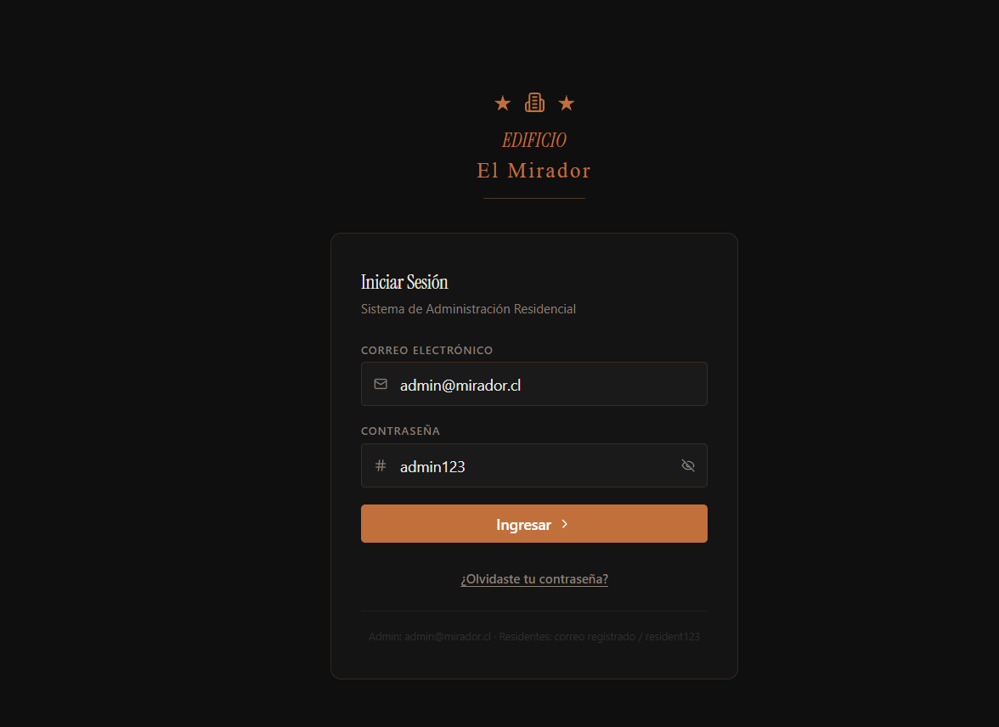 EDIFICIO
El Mirador
Iniciar Sesión
Sistema de Administración Residencial
CORREO ELECTRÓNICO
admin@mirador.cl
CONTRASEÑA
admin123
Ingresar
¿Olvidaste tu contraseña?
Admin: admin@mirador.cl · Residentes: correo registrado / resident123